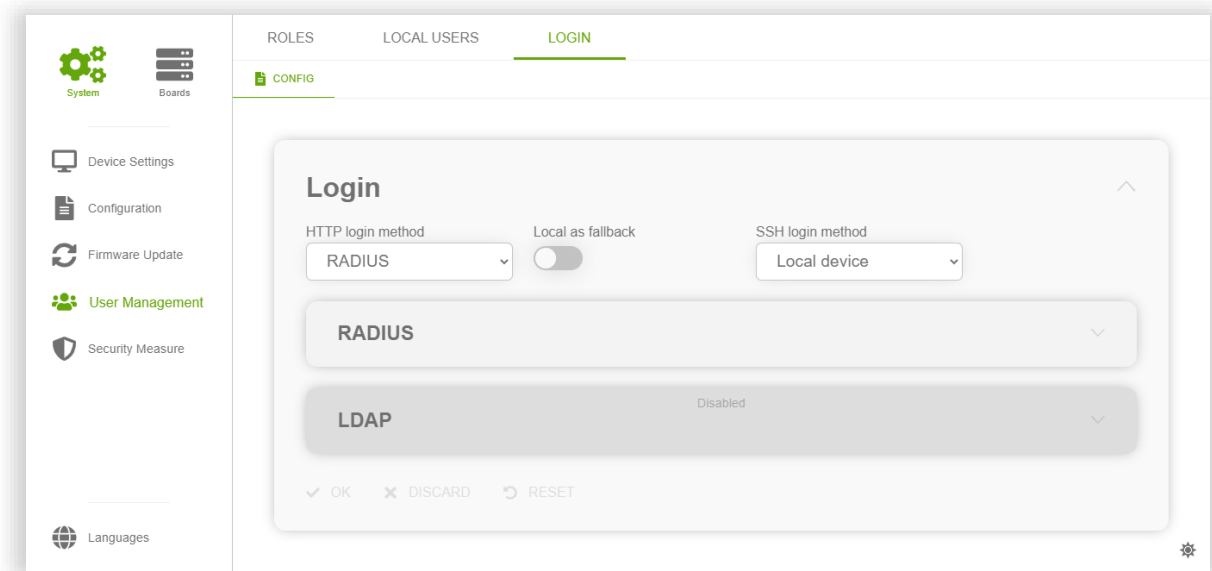 System
Boards
Device Settings
Configuration
Firmware Update
User Management
Security Measure
Languages
ROLES LOCAL USERS LOGIN
CONFIG
Login
HTTP login method Local as fallback SSH login method
RADIUS Local device
RADIUS
Disabled
LDAP
OK DISCARD RESET